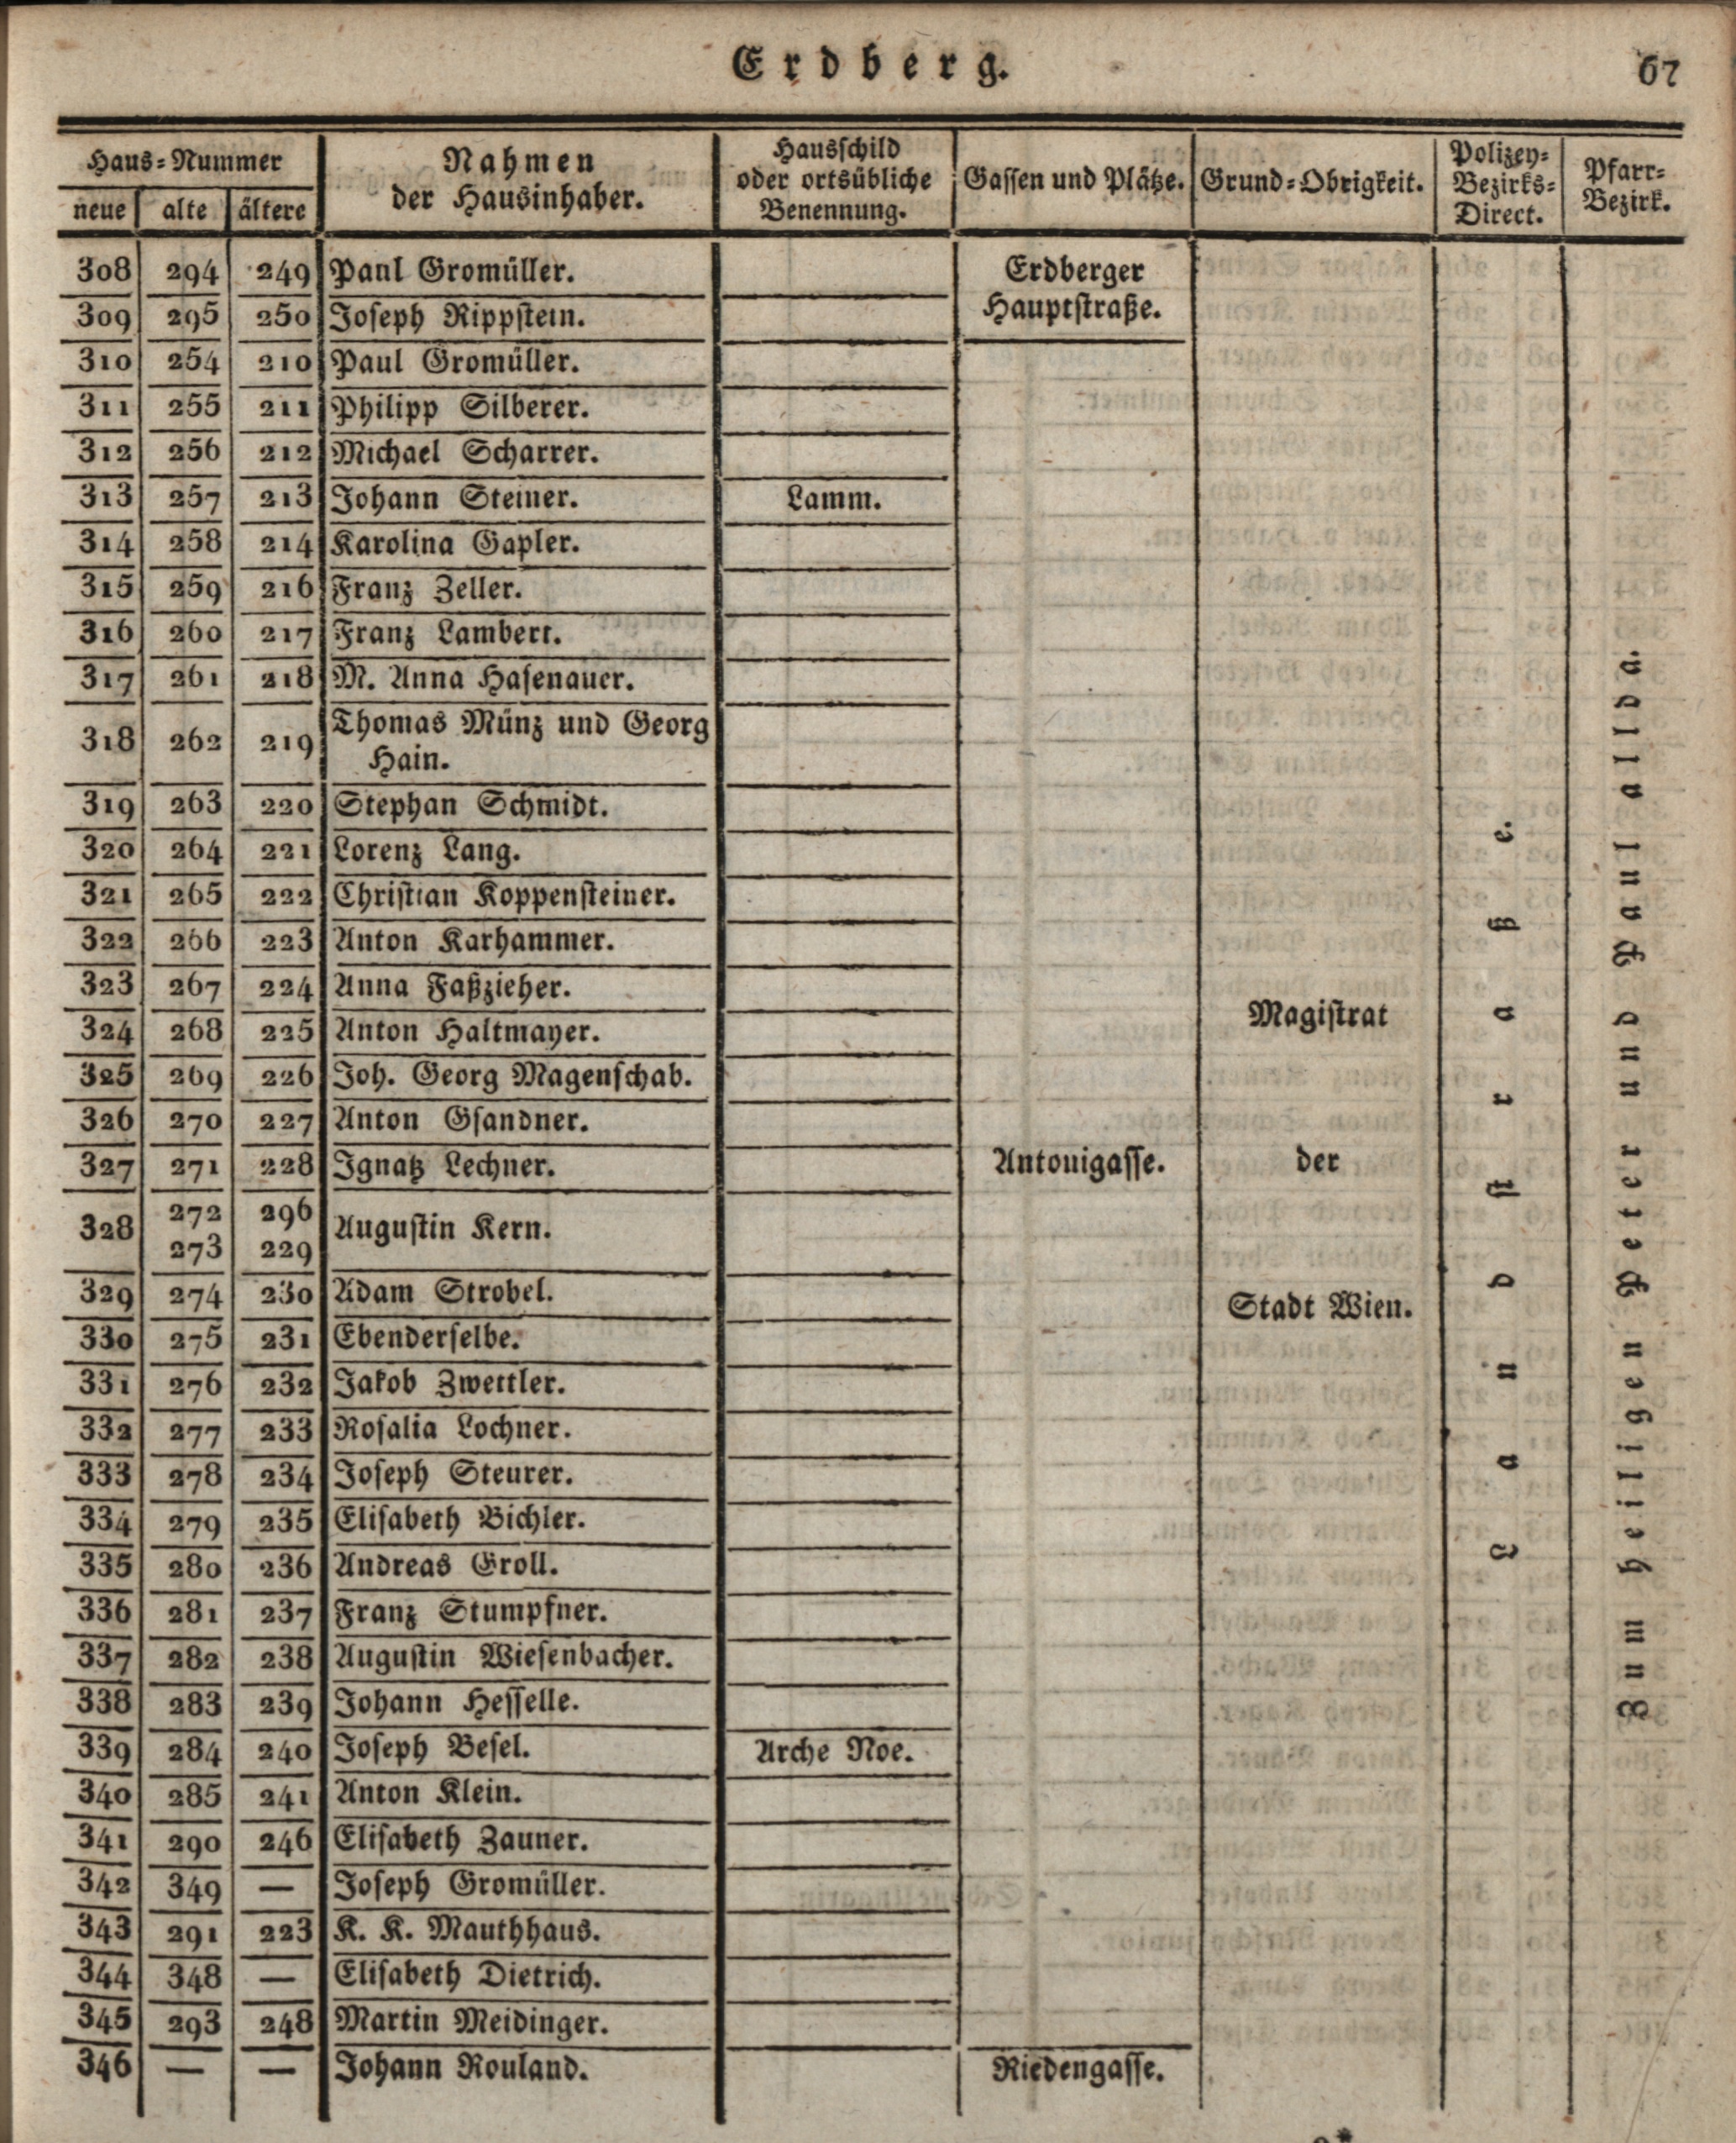 Erdberg.
67
Haus=Nummer
neue alte ältere
Nahmen
der Hausinhaber.
Hausschild
oder ortsübliche
Benennung.
Gassen und Plätze.
Grund=Obrigkeit.
Polizey=
Bezirks=
Direct.
Pfarr=
Bezirk.
308 294 249 Panl Gromüller.
Erdberger
Hauptstraße.
309 295 250 Joseph Rippstein.
310 254 210 Paul Gromüller.
311 255 211 Philipp Silberer.
312 256 212 Michael Scharrer.
313 257 213 Johann Steiner. Lamm.
314 258 214 Karolina Gapler.
315 259 216 Franz Zeller.
316 260 217 Franz Lambert.
317 261 218 M. Anna Hasenauer.
318 262 219 Thomas Münz und Georg
Hain.
319 263 220 Stephan Schmidt.
320 264 221 Lorenz Lang.
321 265 222 Christian Koppensteiner.
322 266 223 Anton Karhammer.
323 267 224 Anna Faßzieher.
324 268 225 Anton Haltmayer.
325 269 226 Joh. Georg Magenschab.
326 270 227 Anton Gsandner.
327 271 228 Ignatz Lechner.
328 272 296 Augustin Kern.
273 229
329 274 230 Adam Strobel.
330 275 231 Ebenderselbe.
331 276 232 Jakob Zwettler.
332 277 233 Rosalia Lochner.
333 278 234 Joseph Steurer.
334 279 235 Elisabeth Bichler.
335 280 236 Andreas Groll.
336 281 237 Franz Stumpfner.
337 282 238 Augustin Wiesenbacher.
338 283 239 Johann Hesselle.
339 284 240 Joseph Besel. Arche Noe.
340 285 241 Anton Klein.
341 290 246 Elisabeth Zauner.
342 349 — Joseph Gromüller.
343 291 223 K. K. Mauthhaus.
344 348 — Elisabeth Dietrich.
345 293 248 Martin Meidinger.
346 — — Johann Rouland. Riedengasse.
Antouigasse.
Magistrat
der
Stadt Wien.
Landstraße.
Zum heiligen Peter und Paul allda.